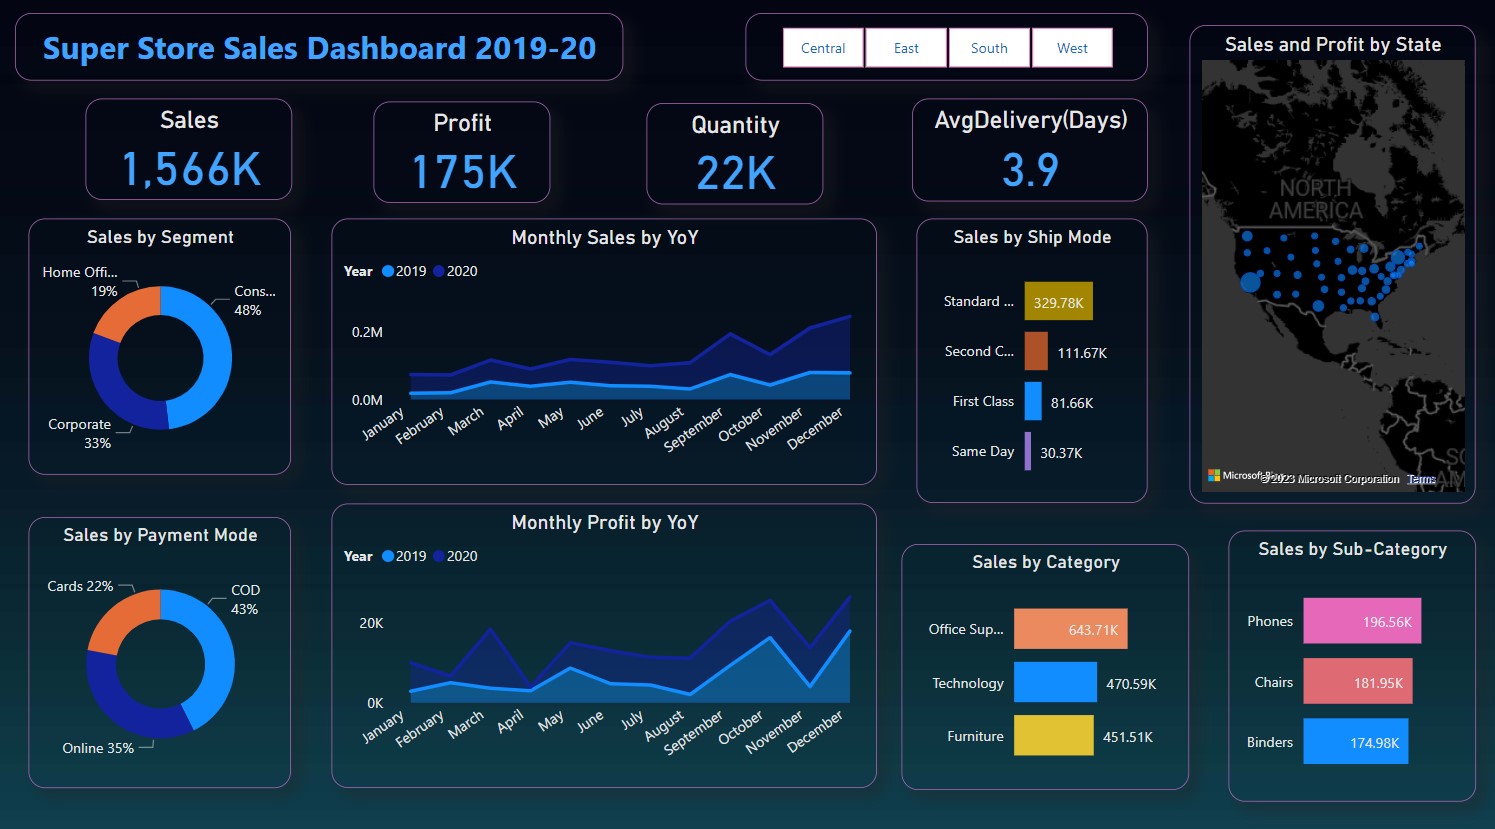 Super Store Sales Dashboard 2019-20
Central
East
South
West
Sales and Profit by State
Sales
1,566K
Profit
175K
Quantity
22K
AvgDelivery(Days)
3.9
NORTH
AMERICA
© 2023 Microsoft Corporation
Terms
Sales by Segment
Home Offi...
19%
Cons...
48%
Corporate
33%
Monthly Sales by YoY
Year 2019 2020
0.2M
0.0M
January
February
March
April
May
June
July
August
September
October
November
December
Sales by Ship Mode
Standard ... 329.78K
Second C... 111.67K
First Class 81.66K
Same Day 30.37K
Sales by Payment Mode
Cards 22%
COD
43%
Online 35%
Monthly Profit by YoY
Year 2019 2020
20K
0K
January
February
March
April
May
June
July
August
September
October
November
December
Sales by Category
Office Sup... 643.71K
Technology 470.59K
Furniture 451.51K
Sales by Sub-Category
Phones 196.56K
Chairs 181.95K
Binders 174.98K